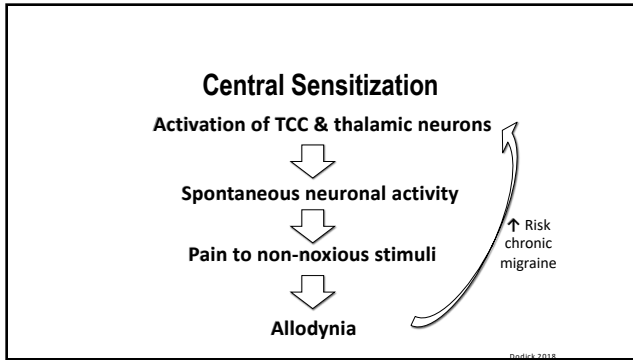 Central Sensitization
Activation of TCC & thalamic neurons
Spontaneous neuronal activity
Pain to non-noxious stimuli
Allodynia
↑ Risk
chronic
migraine
Dodick 2018